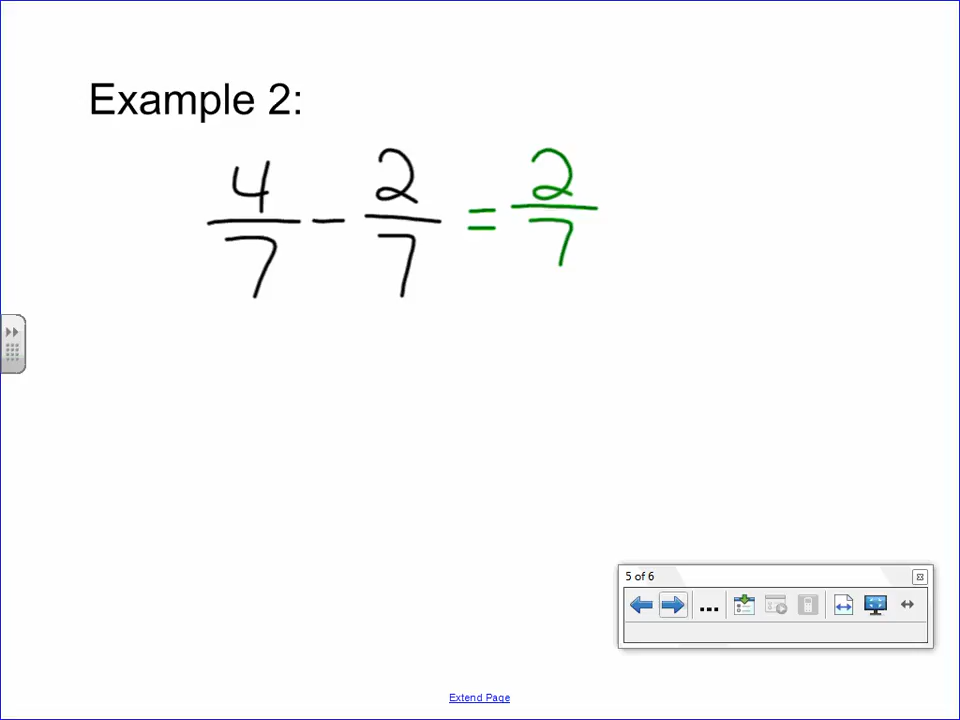 Example 2:
4/7 - 2/7 = 2/7
5 of 6
...
Extend Page